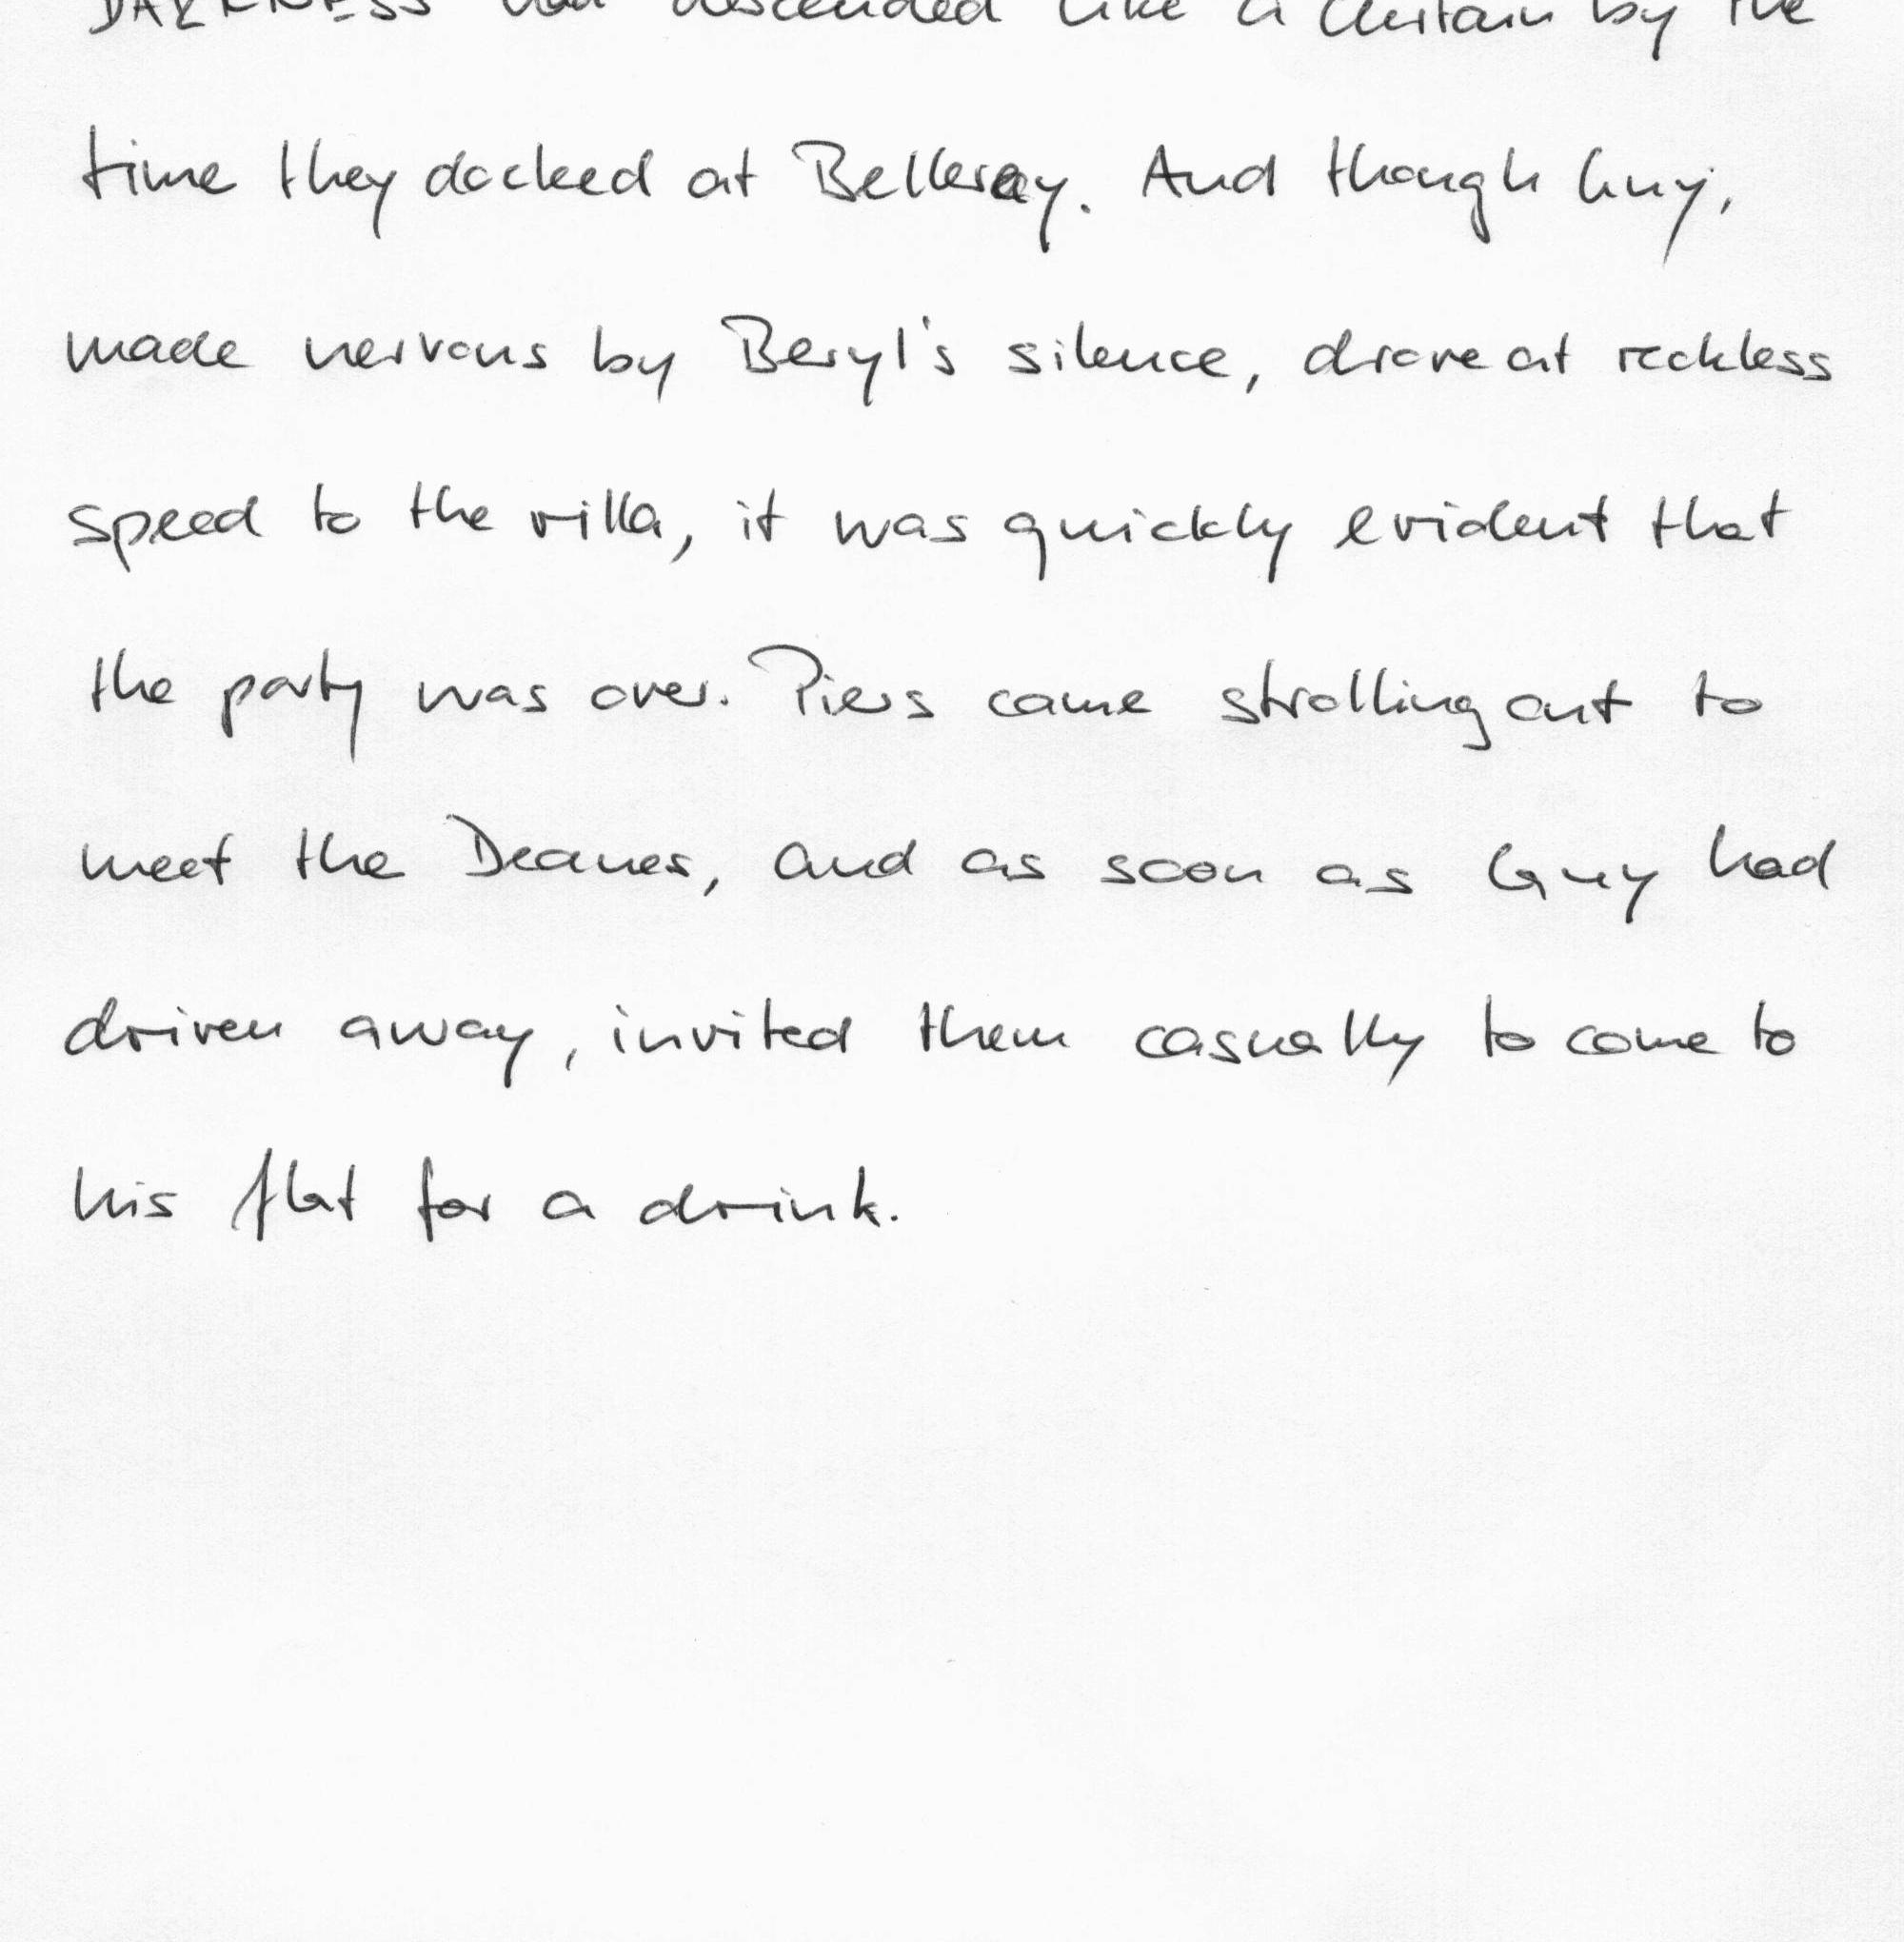 DARKNESS had descended like a curtain by the
time they docked at Belleray. And though Guy,
made nervous by Beryl's silence, drove at reckless
speed to the villa, it was quickly evident that
the party was over. Piers came strolling out to
meet the Deanes, and as soon as Guy had
driven away, invited them casually to come to
his flat for a drink.